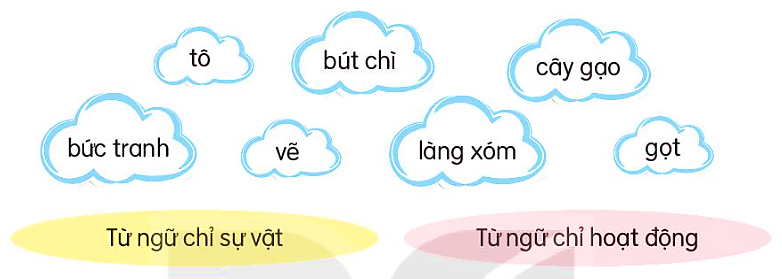 tô
bút chì
cây gạo
bức tranh
vẽ
làng xóm
gọt
Từ ngữ chỉ sự vật
Từ ngữ chỉ hoạt động